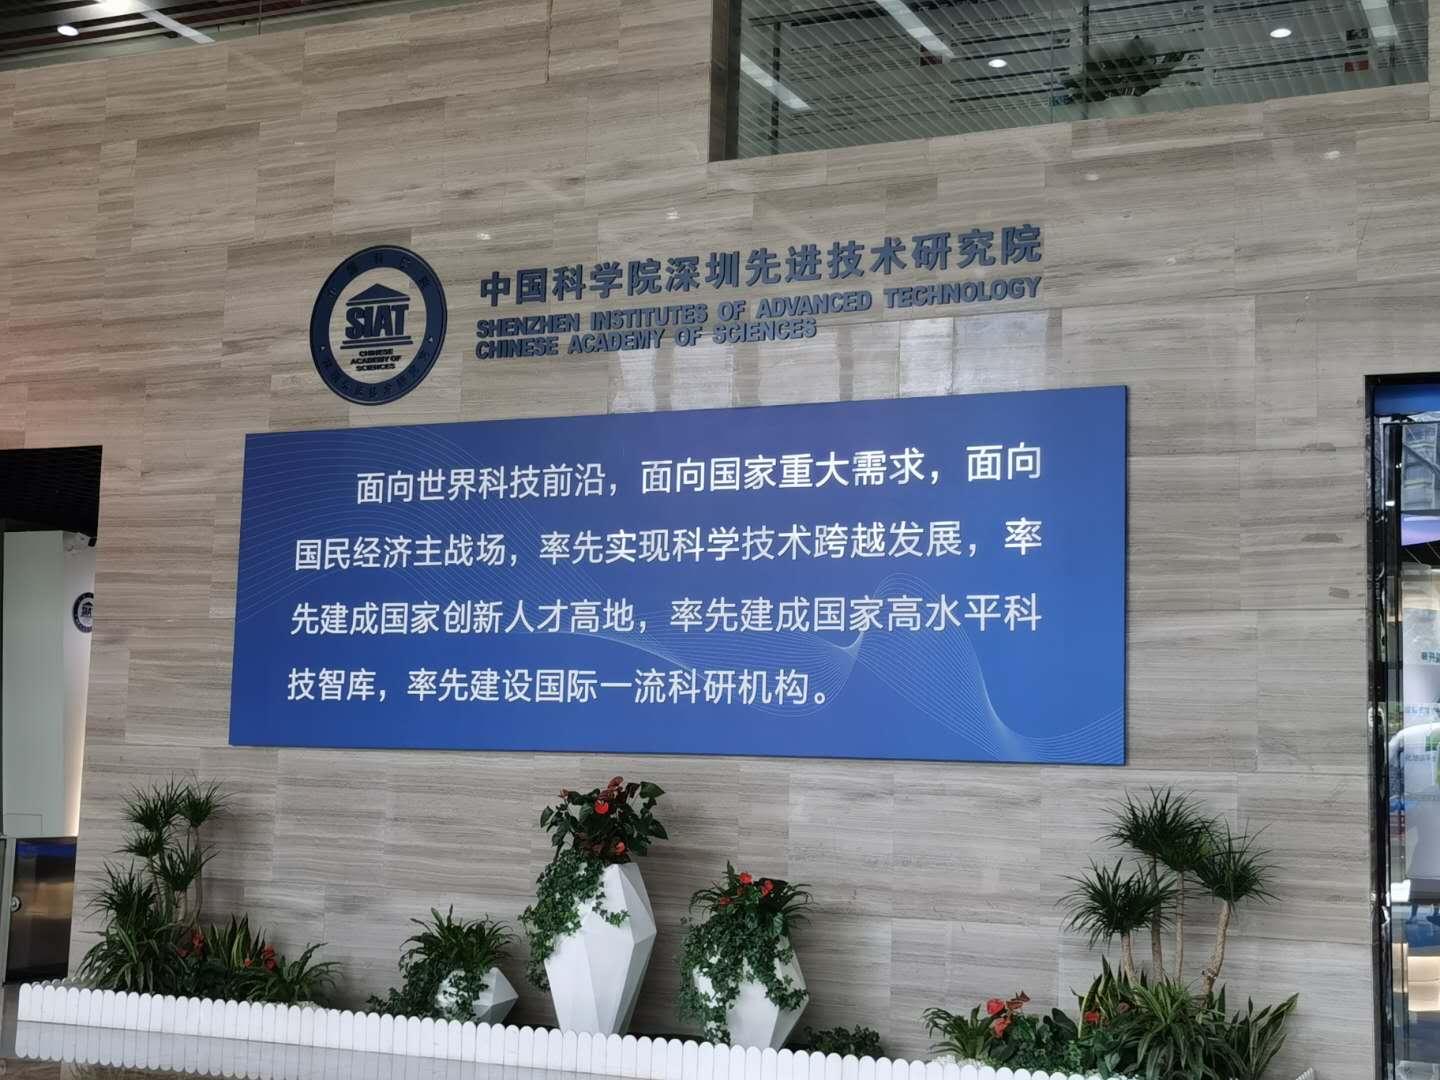 中国科学院深圳先进技术研究院
SHENZHEN INSTITUTES OF ADVANCED TECHNOLOGY
CHINESE ACADEMY OF SCIENCES
SIAT
CHINESE
ACADEMY OF
SCIENCES
面向世界科技前沿，面向国家重大需求，面向
国民经济主战场，率先实现科学技术跨越发展，率
先建成国家创新人才高地，率先建成国家高水平科
技智库，率先建设国际一流科研机构。